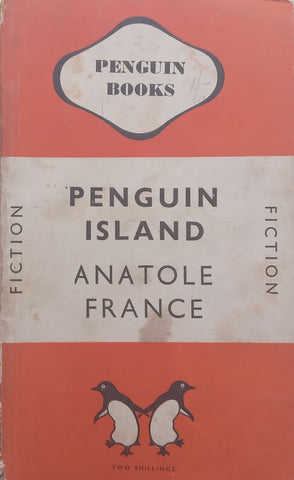 PENGUIN
BOOKS
PENGUIN
ISLAND
ANATOLE
FRANCE
FICTION
FICTION
TWO SHILLINGS